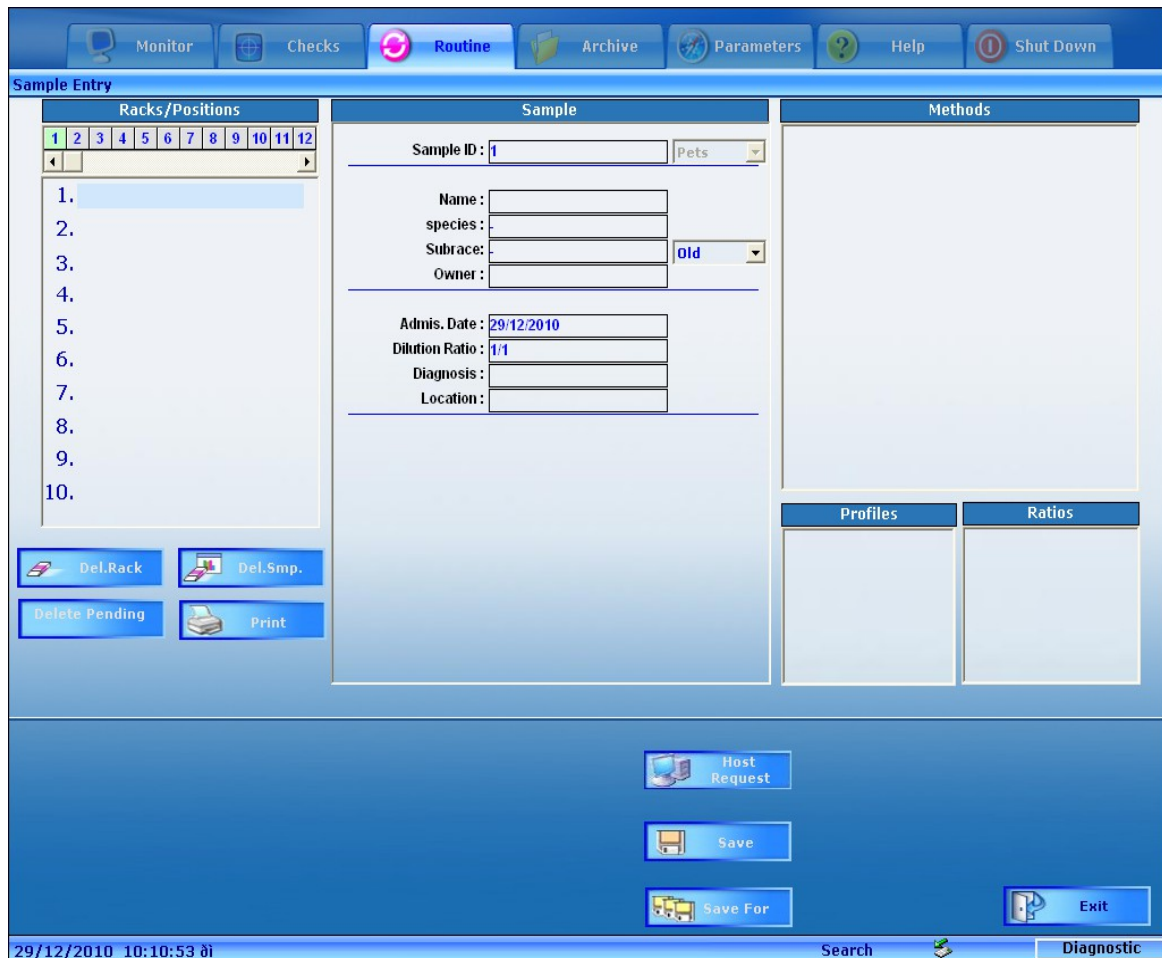 Monitor Checks Routine Archive Parameters Help Shut Down
Sample Entry
Racks/Positions
1 2 3 4 5 6 7 8 9 10 11 12
1.
2.
3.
4.
5.
6.
7.
8.
9.
10.
Del.Rack Del.Smp.
Delete Pending Print
Sample
Sample ID : 1 Pets
Name :
species : -
Subrace: - Old
Owner :
Admis. Date : 29/12/2010
Dilution Ratio : 1/1
Diagnosis :
Location :
Methods
Profiles Ratios
Host
Request
Save
Save For
Exit
29/12/2010 10:10:53 ðì Search Diagnostic